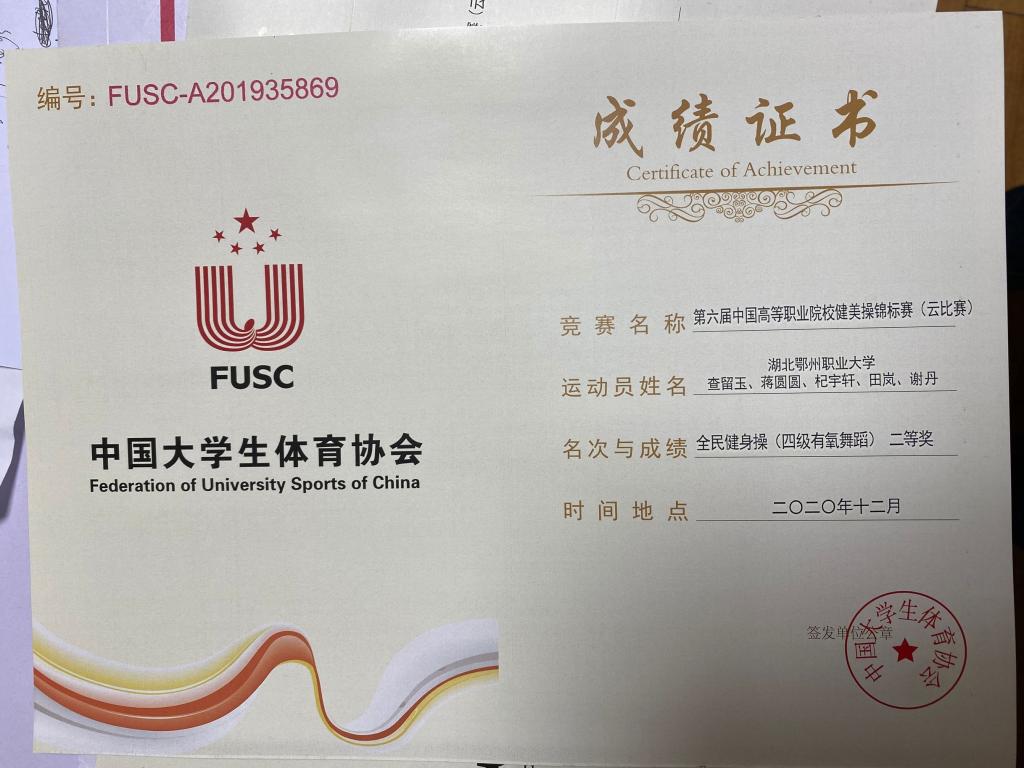 编号：FUSC-A201935869
FUSC
中国大学生体育协会
Federation of University Sports of China
成绩证书
Certificate of Achievement
竞赛名称 第六届中国高等职业院校健美操锦标赛（云比赛）
运动员姓名 湖北鄂州职业大学
查留玉、蒋圆圆、杞宇轩、田岚、谢丹
名次与成绩 全民健身操（四级有氧舞蹈） 二等奖
时间地点 二〇二〇年十二月
签发单位公章
中国大学生体育协会